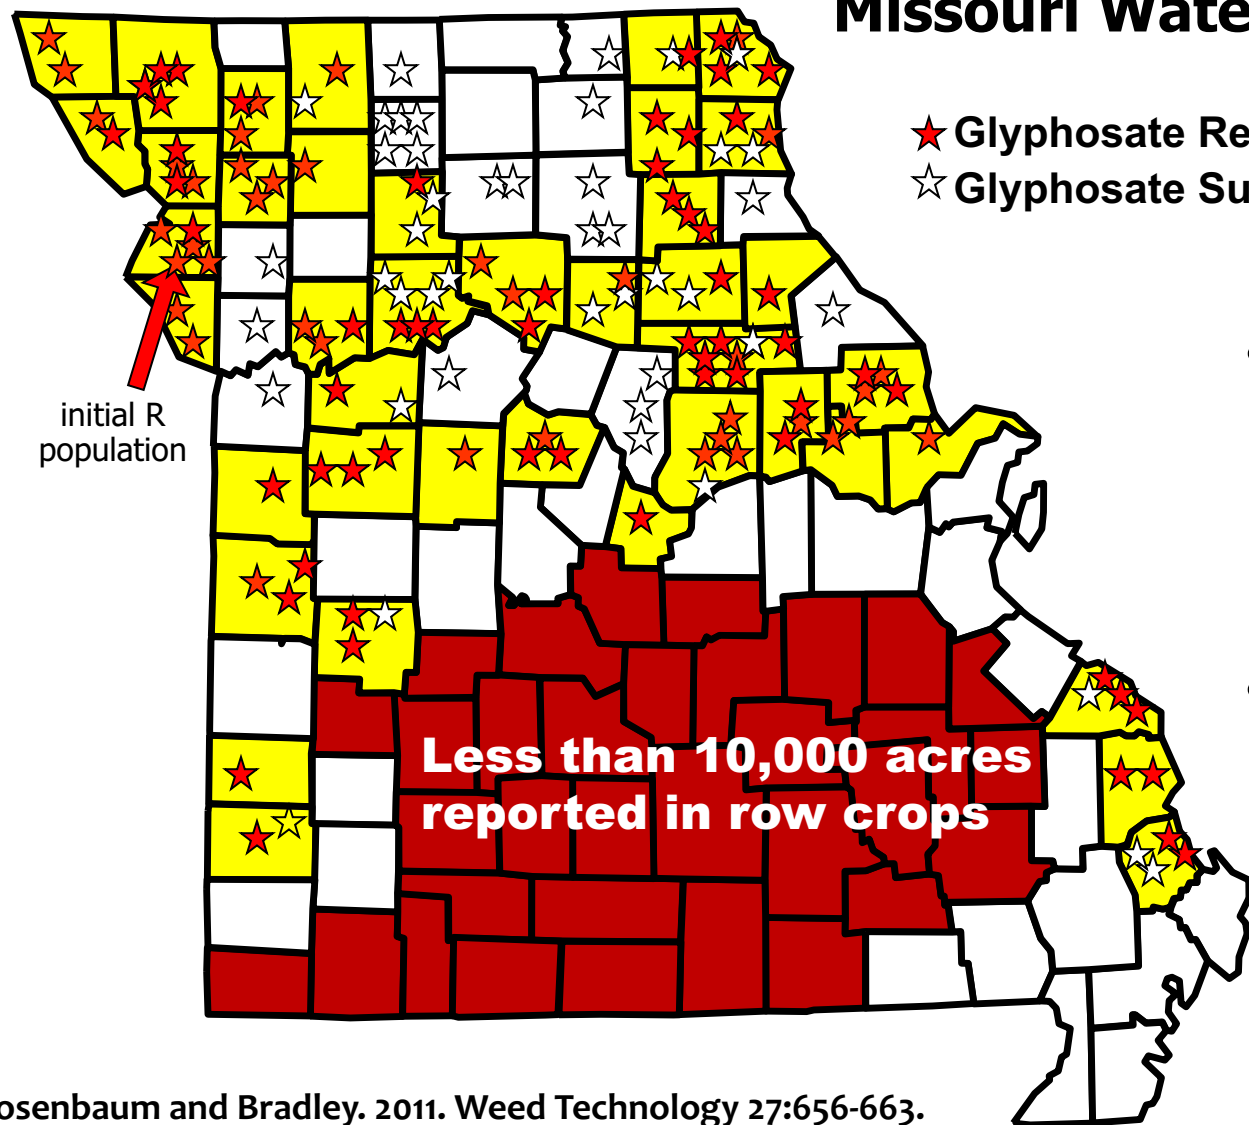 Missouri Wate
Glyphosate Re
Glyphosate Su
initial R
population
Less than 10,000 acres
reported in row crops
osenbaum and Bradley. 2011. Weed Technology 27:656-663.